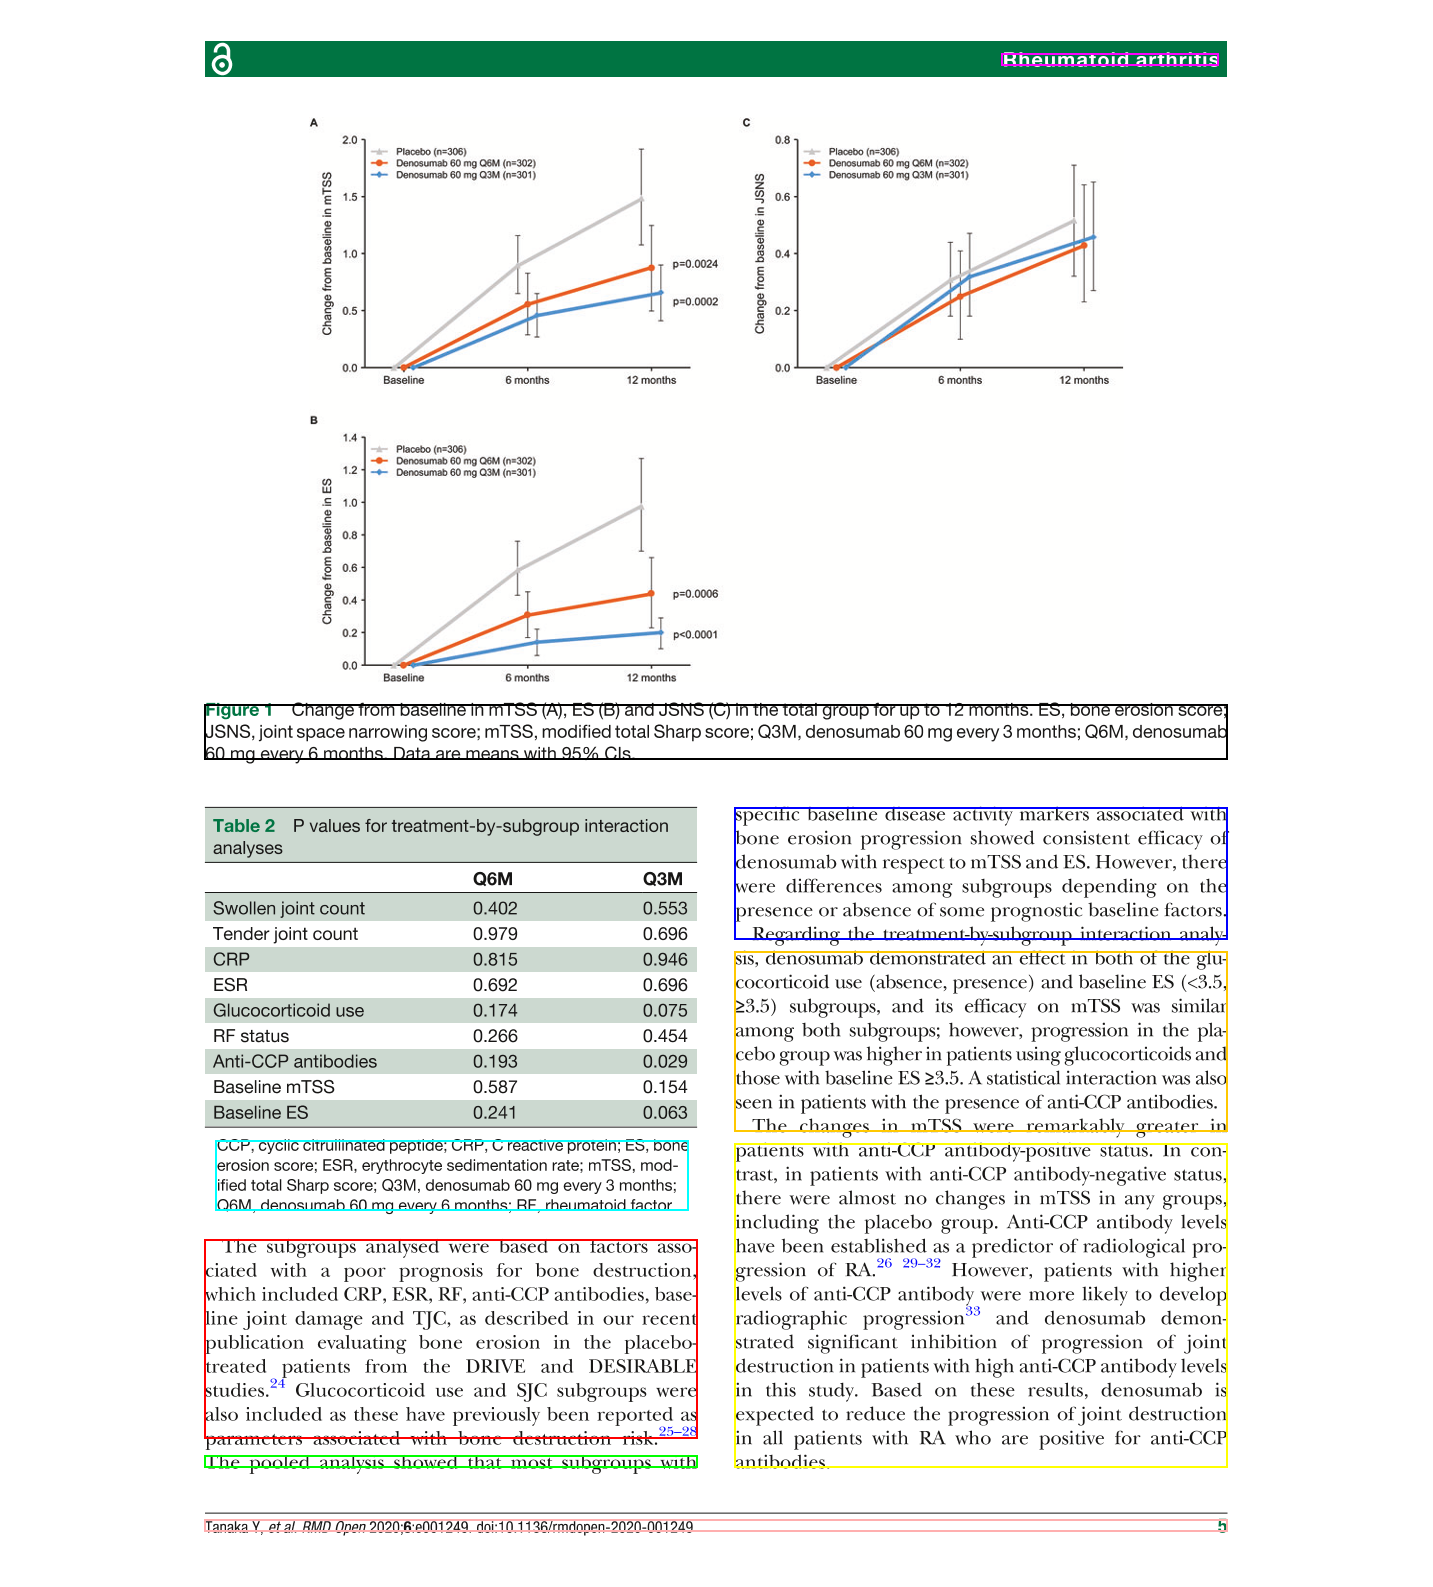 Rheumatoid arthritis
A
2.0
1.5
1.0
0.5
0.0
Change from baseline in mTSS
Placebo (n=306)
Denosumab 60 mg Q6M (n=302)
Denosumab 60 mg Q3M (n=301)
p=0.0024
p=0.0002
Baseline 6 months 12 months
C
0.8
0.6
0.4
0.2
0.0
Change from baseline in JSNS
Placebo (n=306)
Denosumab 60 mg Q6M (n=302)
Denosumab 60 mg Q3M (n=301)
Baseline 6 months 12 months
B
1.4
1.2
1.0
0.8
0.6
0.4
0.2
0.0
Change from baseline in ES
Placebo (n=306)
Denosumab 60 mg Q6M (n=302)
Denosumab 60 mg Q3M (n=301)
p=0.0006
p<0.0001
Baseline 6 months 12 months
Figure 1 Change from baseline in mTSS (A), ES (B) and JSNS (C) in the total group for up to 12 months. ES, bone erosion score;
JSNS, joint space narrowing score; mTSS, modified total Sharp score; Q3M, denosumab 60 mg every 3 months; Q6M, denosumab
60 mg every 6 months. Data are means with 95% CIs.
Table 2 P values for treatment-by-subgroup interaction
analyses
Q6M Q3M
Swollen joint count 0.402 0.553
Tender joint count 0.979 0.696
CRP 0.815 0.946
ESR 0.692 0.696
Glucocorticoid use 0.174 0.075
RF status 0.266 0.454
Anti-CCP antibodies 0.193 0.029
Baseline mTSS 0.587 0.154
Baseline ES 0.241 0.063
CCP, cyclic citrullinated peptide; CRP, C reactive protein; ES, bone
erosion score; ESR, erythrocyte sedimentation rate; mTSS, mod-
ified total Sharp score; Q3M, denosumab 60 mg every 3 months;
Q6M, denosumab 60 mg every 6 months; RF, rheumatoid factor.
The subgroups analysed were based on factors asso-
ciated with a poor prognosis for bone destruction,
which included CRP, ESR, RF, anti-CCP antibodies, base-
line joint damage and TJC, as described in our recent
publication evaluating bone erosion in the placebo-
treated patients from the DRIVE and DESIRABLE
studies.24 Glucocorticoid use and SJC subgroups were
also included as these have previously been reported as
parameters associated with bone destruction risk.25–28
The pooled analysis showed that most subgroups with
specific baseline disease activity markers associated with
bone erosion progression showed consistent efficacy of
denosumab with respect to mTSS and ES. However, there
were differences among subgroups depending on the
presence or absence of some prognostic baseline factors.
Regarding the treatment-by-subgroup interaction analy-
sis, denosumab demonstrated an effect in both of the glu-
cocorticoid use (absence, presence) and baseline ES (<3.5,
≥3.5) subgroups, and its efficacy on mTSS was similar
among both subgroups; however, progression in the pla-
cebo group was higher in patients using glucocorticoids and
those with baseline ES ≥3.5. A statistical interaction was also
seen in patients with the presence of anti-CCP antibodies.
The changes in mTSS were remarkably greater in
patients with anti-CCP antibody-positive status. In con-
trast, in patients with anti-CCP antibody-negative status,
there were almost no changes in mTSS in any groups,
including the placebo group. Anti-CCP antibody levels
have been established as a predictor of radiological pro-
gression of RA.26 29–32 However, patients with higher
levels of anti-CCP antibody were more likely to develop
radiographic progression33 and denosumab demon-
strated significant inhibition of progression of joint
destruction in patients with high anti-CCP antibody levels
in this study. Based on these results, denosumab is
expected to reduce the progression of joint destruction
in all patients with RA who are positive for anti-CCP
antibodies.
Tanaka Y, et al. RMD Open 2020;6:e001249. doi:10.1136/rmdopen-2020-001249 5